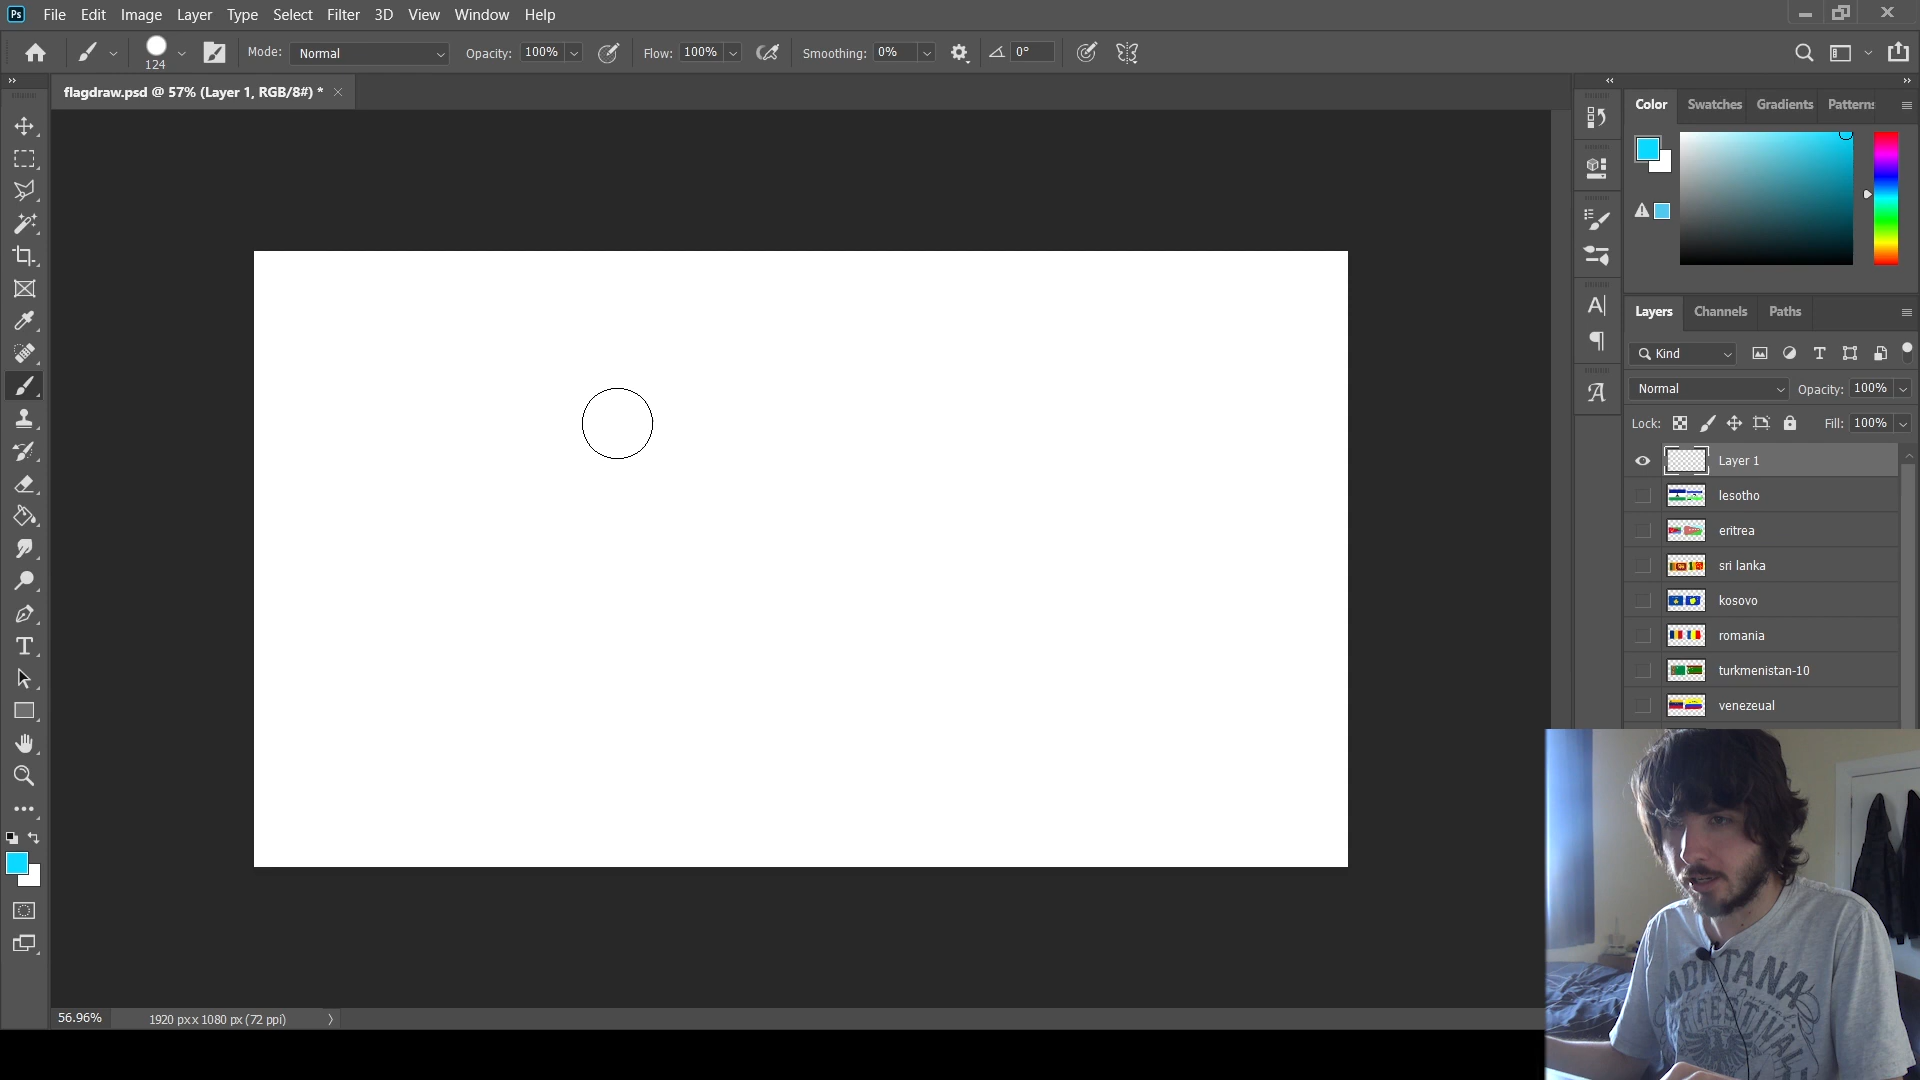 Ps File Edit Image Layer Type Select Filter 3D View Window Help
124 Mode: Normal Opacity: 100% Flow: 100% Smoothing: 0% 0°
flagdraw.psd @ 57% (Layer 1, RGB/8#) *
Color Swatches Gradients Patterns
Layers Channels Paths
Kind
Normal Opacity: 100%
Lock: Fill: 100%
Layer 1
lesotho
eritrea
sri lanka
kosovo
romania
turkmenistan-10
venezeual
MONTANA
FESTIVAL
56.96% 1920 px x 1080 px (72 ppi)